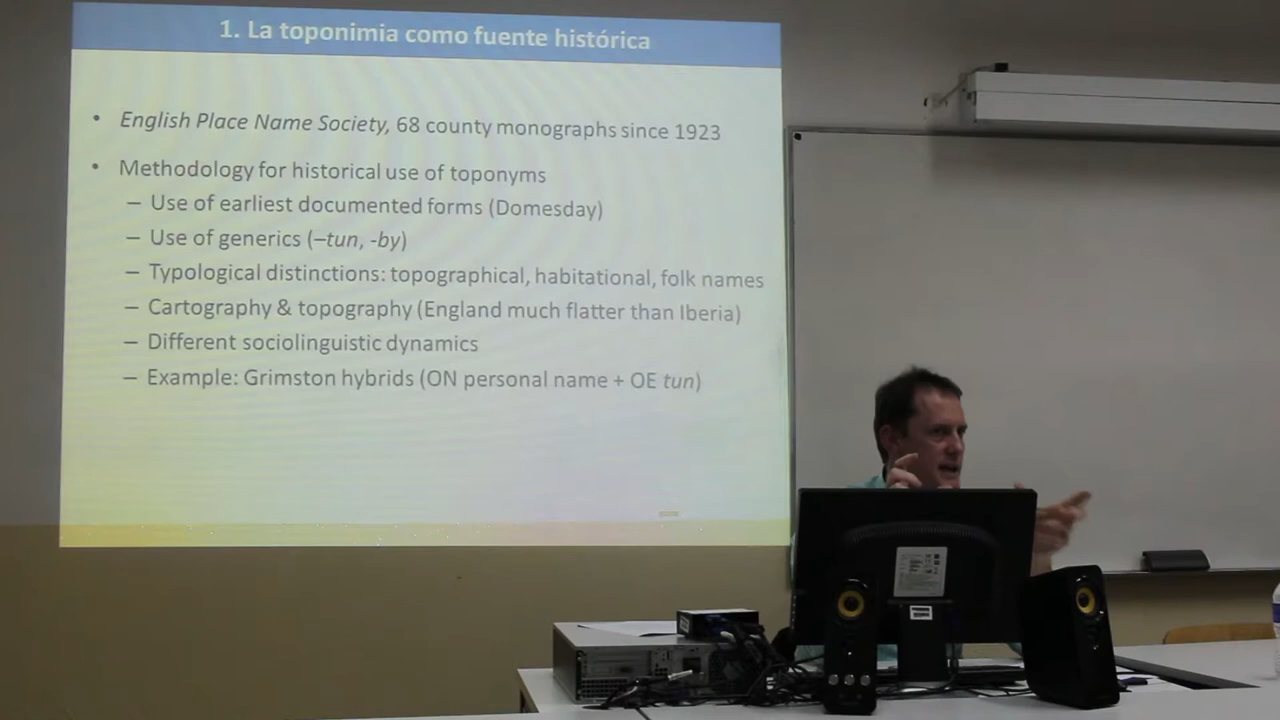 1. La toponimia como fuente histórica
• English Place Name Society, 68 county monographs since 1923
• Methodology for historical use of toponyms
– Use of earliest documented forms (Domesday)
– Use of generics (–tun, -by)
– Typological distinctions: topographical, habitational, folk names
– Cartography & topography (England much flatter than Iberia)
– Different sociolinguistic dynamics
– Example: Grimston hybrids (ON personal name + OE tun)